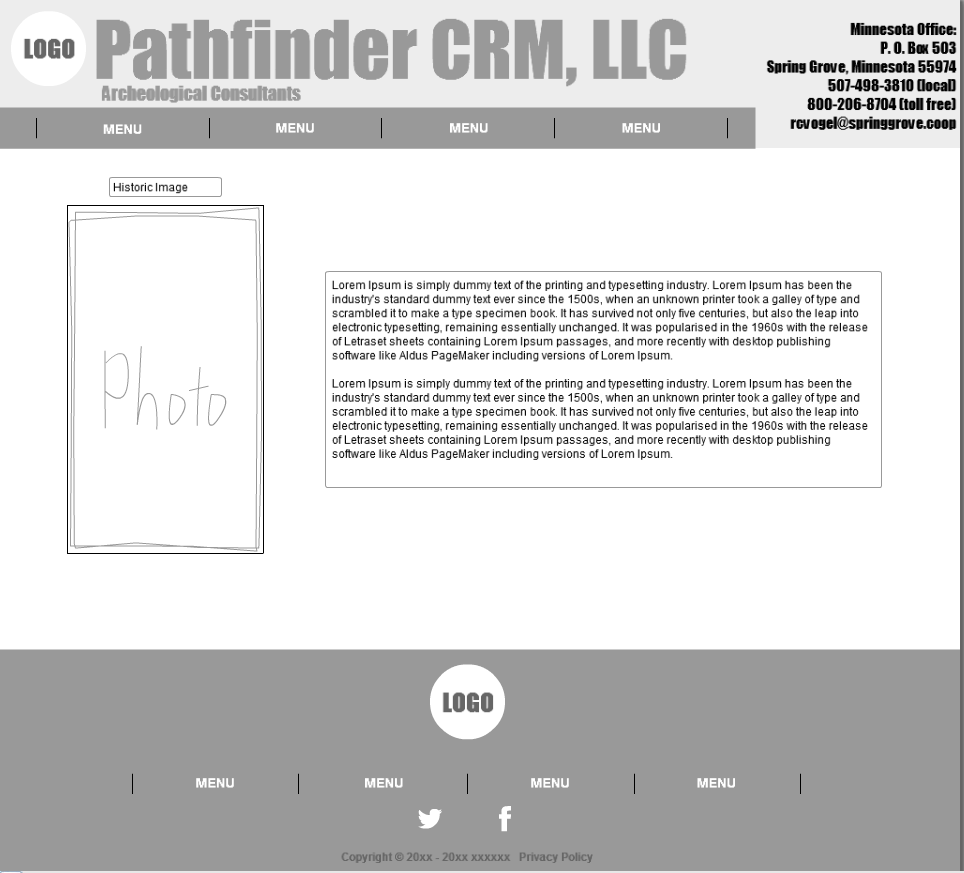 LOGO
Pathfinder CRM, LLC
Archeological Consultants
Minnesota Office:
P. O. Box 503
Spring Grove, Minnesota 55974
507-498-3810 (local)
800-206-8704 (toll free)
rcvogel@springgrove.coop
MENU MENU MENU MENU
Historic Image
Photo
Lorem Ipsum is simply dummy text of the printing and typesetting industry. Lorem Ipsum has been the
industry's standard dummy text ever since the 1500s, when an unknown printer took a galley of type and
scrambled it to make a type specimen book. It has survived not only five centuries, but also the leap into
electronic typesetting, remaining essentially unchanged. It was popularised in the 1960s with the release
of Letraset sheets containing Lorem Ipsum passages, and more recently with desktop publishing
software like Aldus PageMaker including versions of Lorem Ipsum.
Lorem Ipsum is simply dummy text of the printing and typesetting industry. Lorem Ipsum has been the
industry's standard dummy text ever since the 1500s, when an unknown printer took a galley of type and
scrambled it to make a type specimen book. It has survived not only five centuries, but also the leap into
electronic typesetting, remaining essentially unchanged. It was popularised in the 1960s with the release
of Letraset sheets containing Lorem Ipsum passages, and more recently with desktop publishing
software like Aldus PageMaker including versions of Lorem Ipsum.
LOGO
MENU MENU MENU MENU
Copyright © 20xx - 20xx xxxxxx Privacy Policy